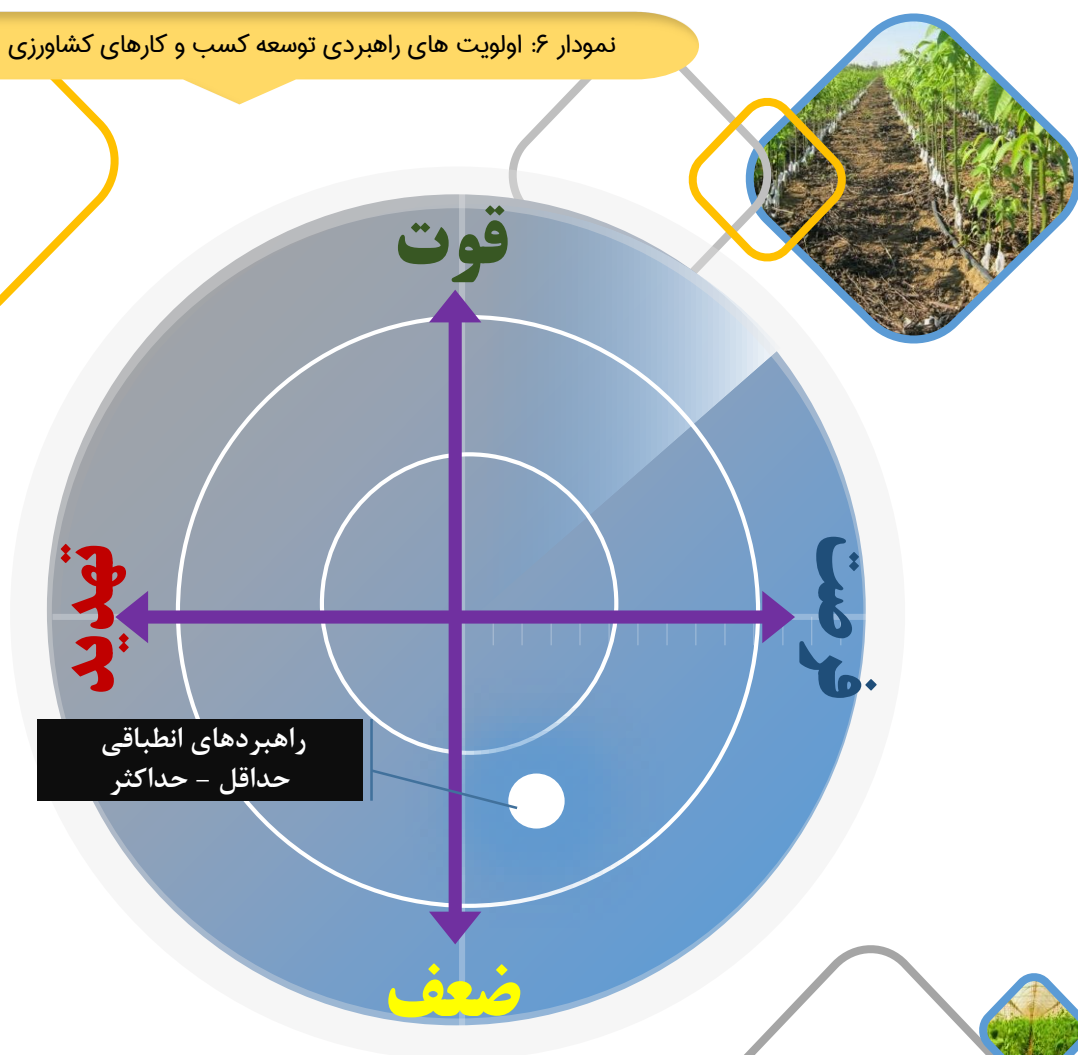 نمودار ۶: اولویت های راهبردی توسعه کسب و کارهای کشاورزی
قوت
فرصت
تهدید
راهبردهای انطباقی
حداقل - حداکثر
ضعف